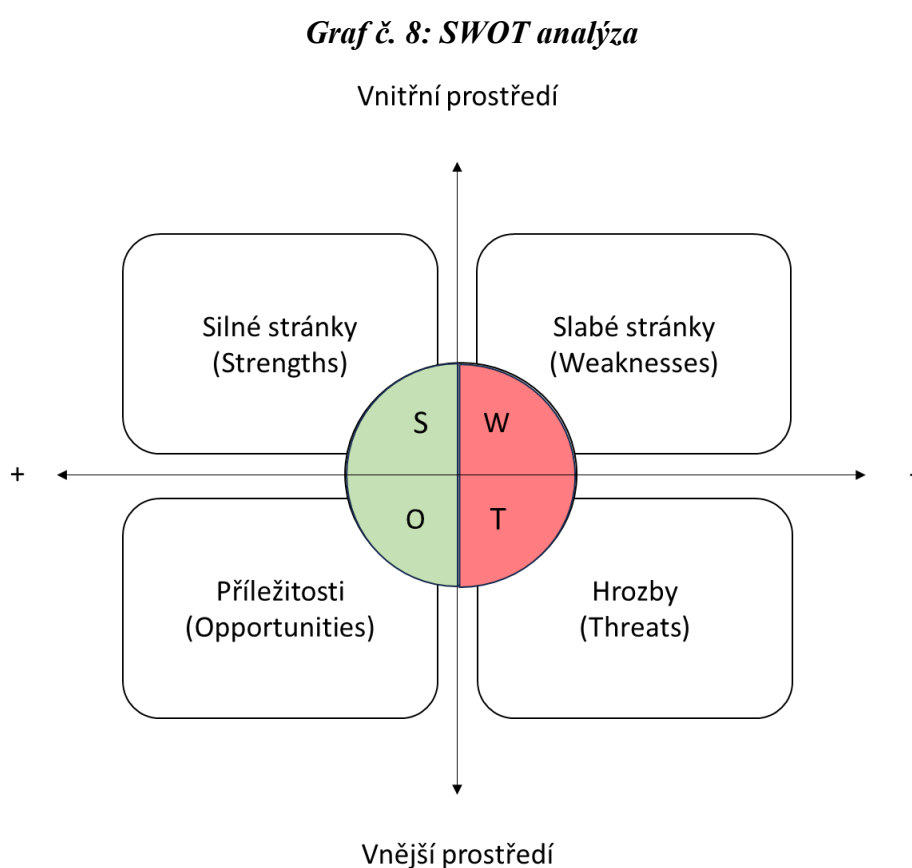 Graf č. 8: SWOT analýza
Vnitřní prostředí
Silné stránky
(Strengths)
Slabé stránky
(Weaknesses)
S
W
+
-
O
T
Příležitosti
(Opportunities)
Hrozby
(Threats)
Vnější prostředí